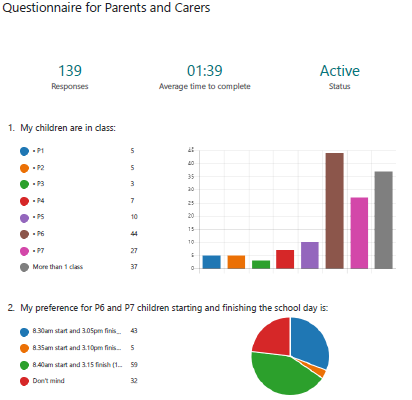 Questionnaire for Parents and Carers
139
01:39
Active
Responses
Average time to complete
Status
1. My children are in class:
• P1 5
• P2 5
• P3 3
• P4 7
• P5 10
• P6 44
• P7 27
More than 1 class 37
45
40
35
30
25
20
15
10
5
0
2. My preference for P6 and P7 children starting and finishing the school day is:
8.30am start and 3.05pm finis... 43
8.35am start and 3.10pm finis... 5
8.40am start and 3.15 finish (1... 59
Don't mind 32